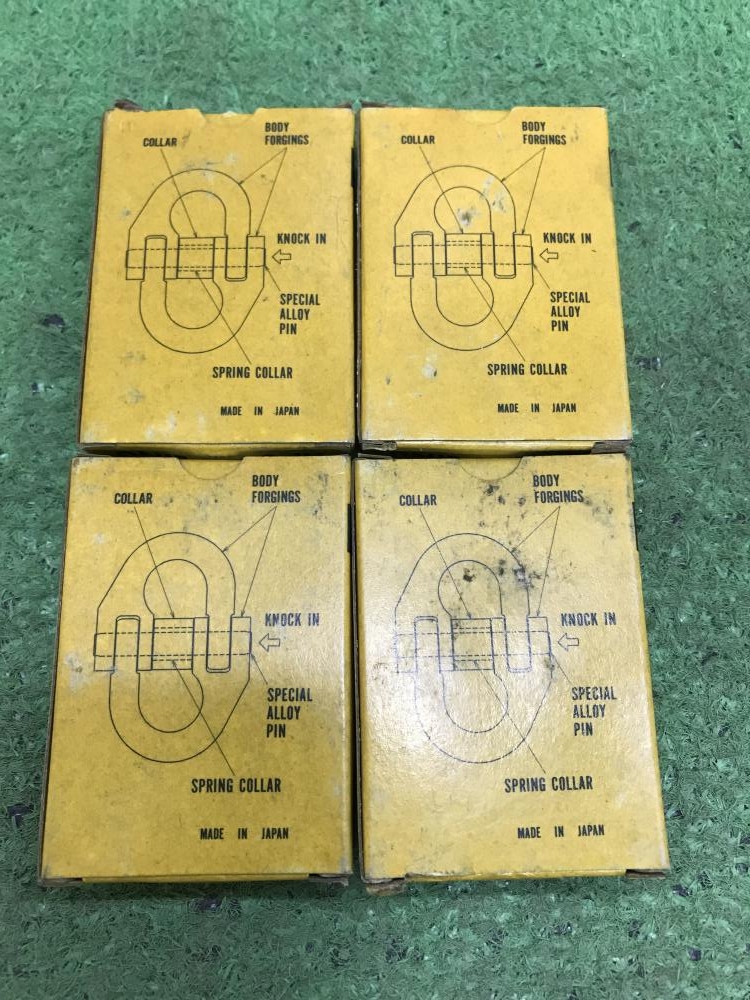 COLLAR
BODY
FORGINGS
KNOCK IN
SPECIAL
ALLOY
PIN
SPRING COLLAR
MADE IN JAPAN
COLLAR
BODY
FORGINGS
KNOCK IN
SPECIAL
ALLOY
PIN
SPRING COLLAR
MADE IN JAPAN
COLLAR
BODY
FORGINGS
KNOCK IN
SPECIAL
ALLOY
PIN
SPRING COLLAR
MADE IN JAPAN
COLLAR
BODY
FORGINGS
KNOCK IN
SPECIAL
ALLOY
PIN
SPRING COLLAR
MADE IN JAPAN